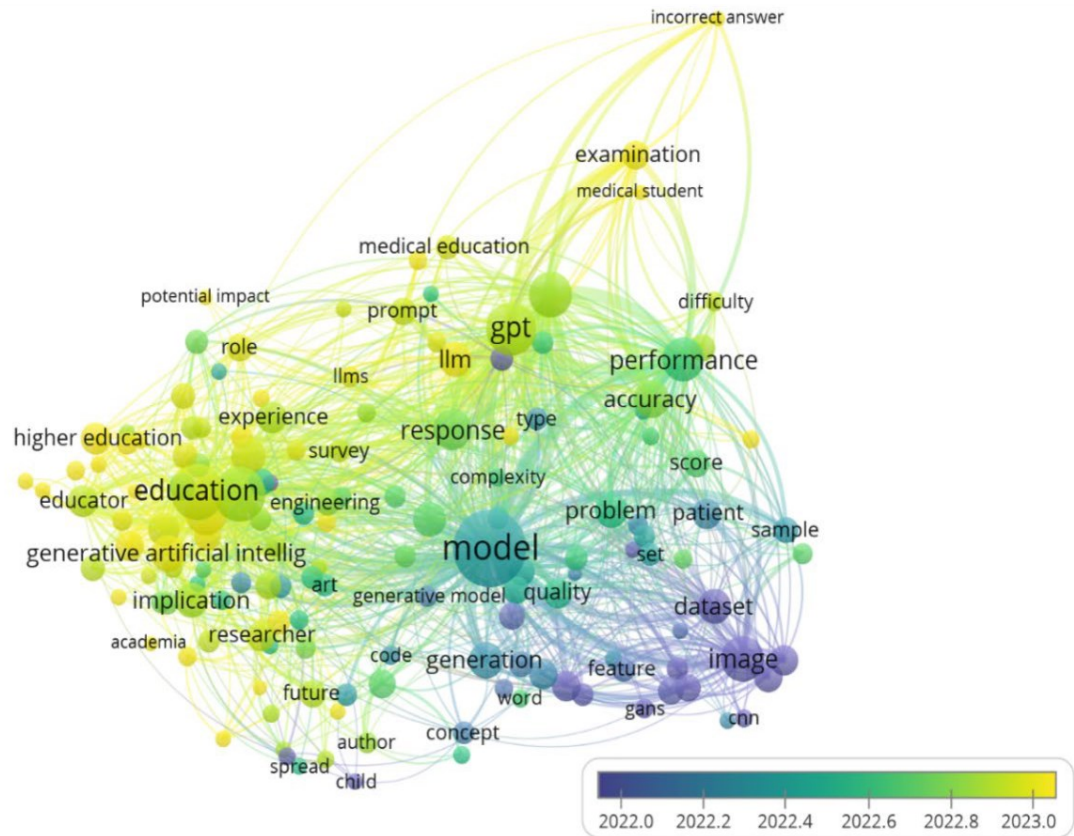 incorrect answer
examination
medical student
medical education
potential impact
prompt
difficulty
gpt
role
llm
performance
llms
accuracy
experience
type
response
higher education
survey
score
complexity
education
educator
engineering
problem
patient
sample
model
generative artificial intellig
set
art
generative model
quality
implication
dataset
researcher
academia
code
generation
feature
image
future
word
gans
cnn
concept
author
spread
child
2022.0 2022.2 2022.4 2022.6 2022.8 2023.0